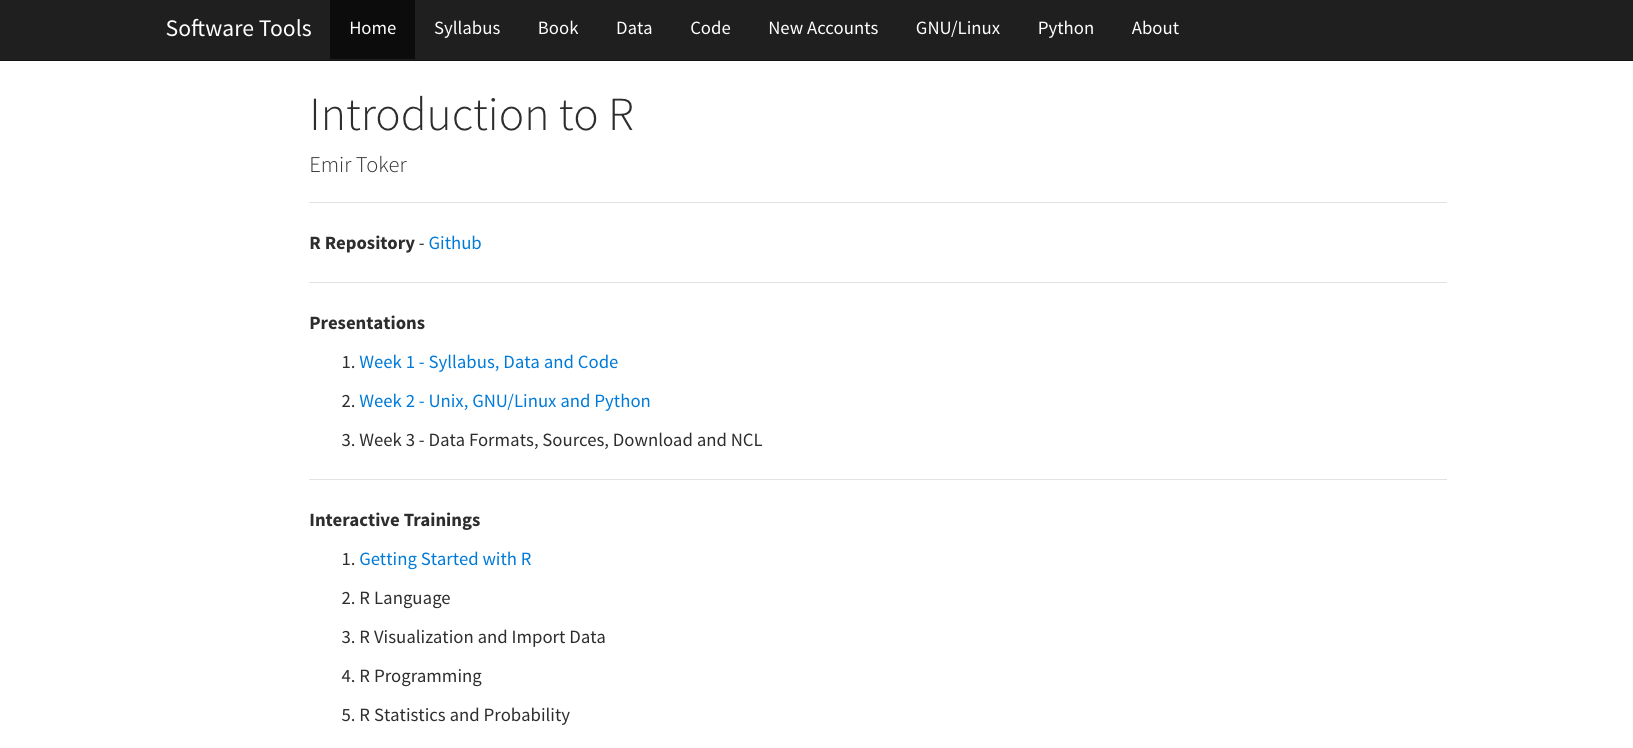 Software Tools Home Syllabus Book Data Code New Accounts GNU/Linux Python About
Introduction to R
Emir Toker
R Repository - Github
Presentations
1. Week 1 - Syllabus, Data and Code
2. Week 2 - Unix, GNU/Linux and Python
3. Week 3 - Data Formats, Sources, Download and NCL
Interactive Trainings
1. Getting Started with R
2. R Language
3. R Visualization and Import Data
4. R Programming
5. R Statistics and Probability